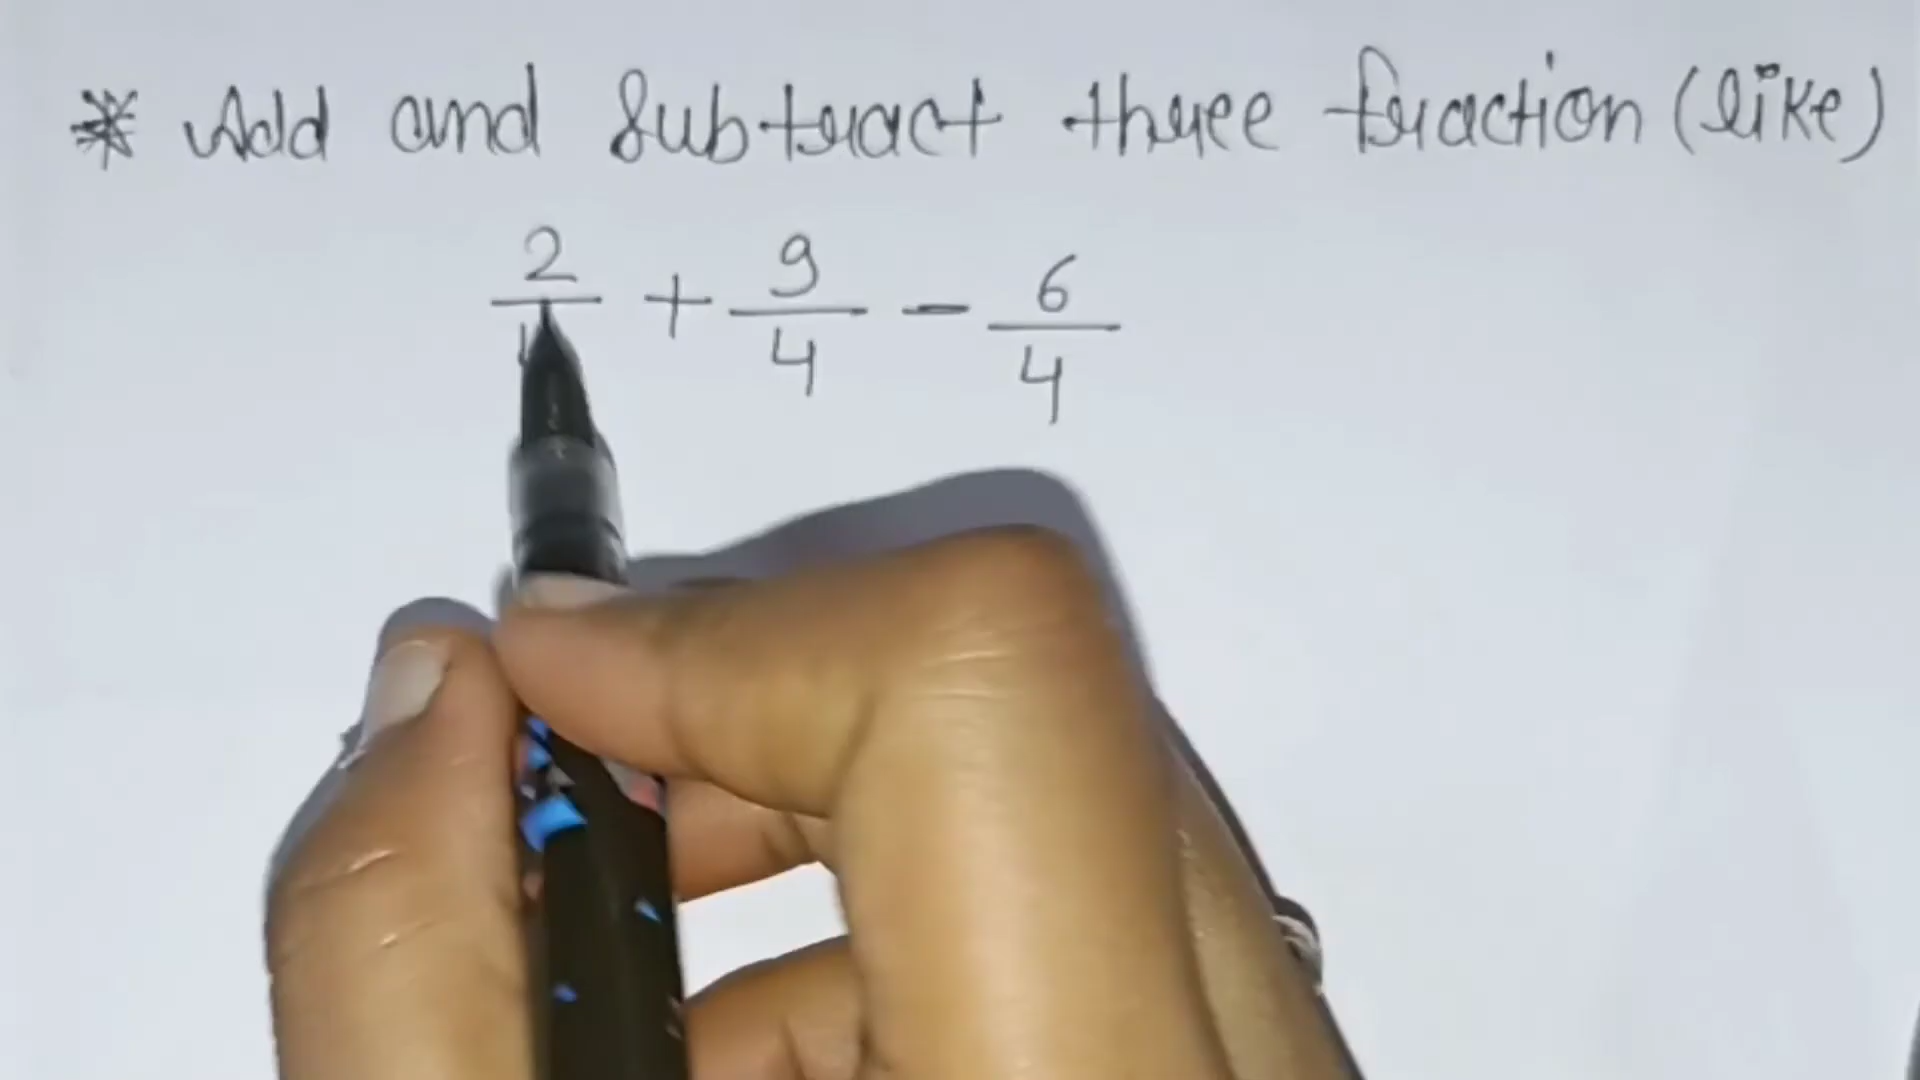 * Add and Subtract three fraction (like)
2/ + 9/4 - 6/4